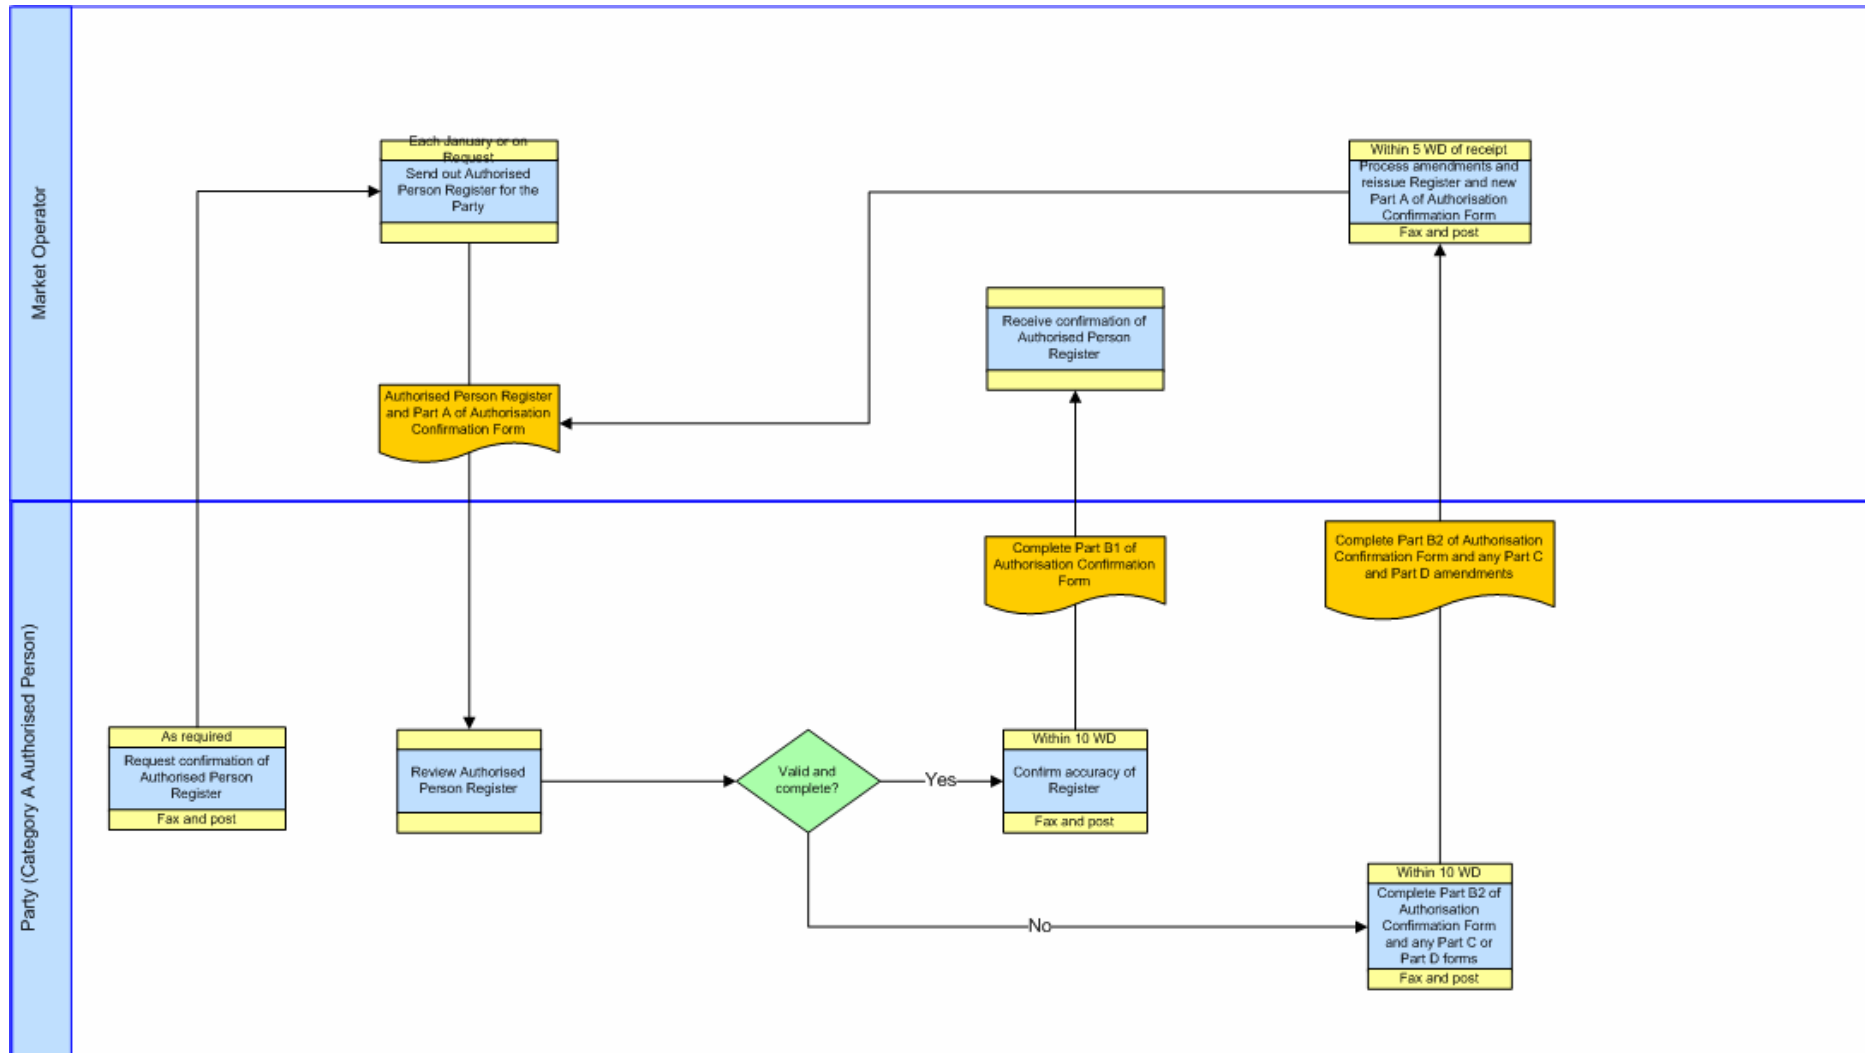 Market Operator
Each January or on
Request
Send out Authorised
Person Register for the
Party
Within 5 WD of receipt
Process amendments and
reissue Register and new
Part A of Authorisation
Confirmation Form
Fax and post
Receive confirmation of
Authorised Person
Register
Authorised Person Register
and Part A of Authorisation
Confirmation Form
Party (Category A Authorised Person)
Complete Part B1 of
Authorisation Confirmation
Form
Complete Part B2 of Authorisation
Confirmation Form and any Part C
and Part D amendments
As required
Request confirmation of
Authorised Person
Register
Fax and post
Review Authorised
Person Register
Valid and
complete?
Yes
Within 10 WD
Confirm accuracy of
Register
Fax and post
No
Within 10 WD
Complete Part B2 of
Authorisation
Confirmation Form
and any Part C or
Part D forms
Fax and post